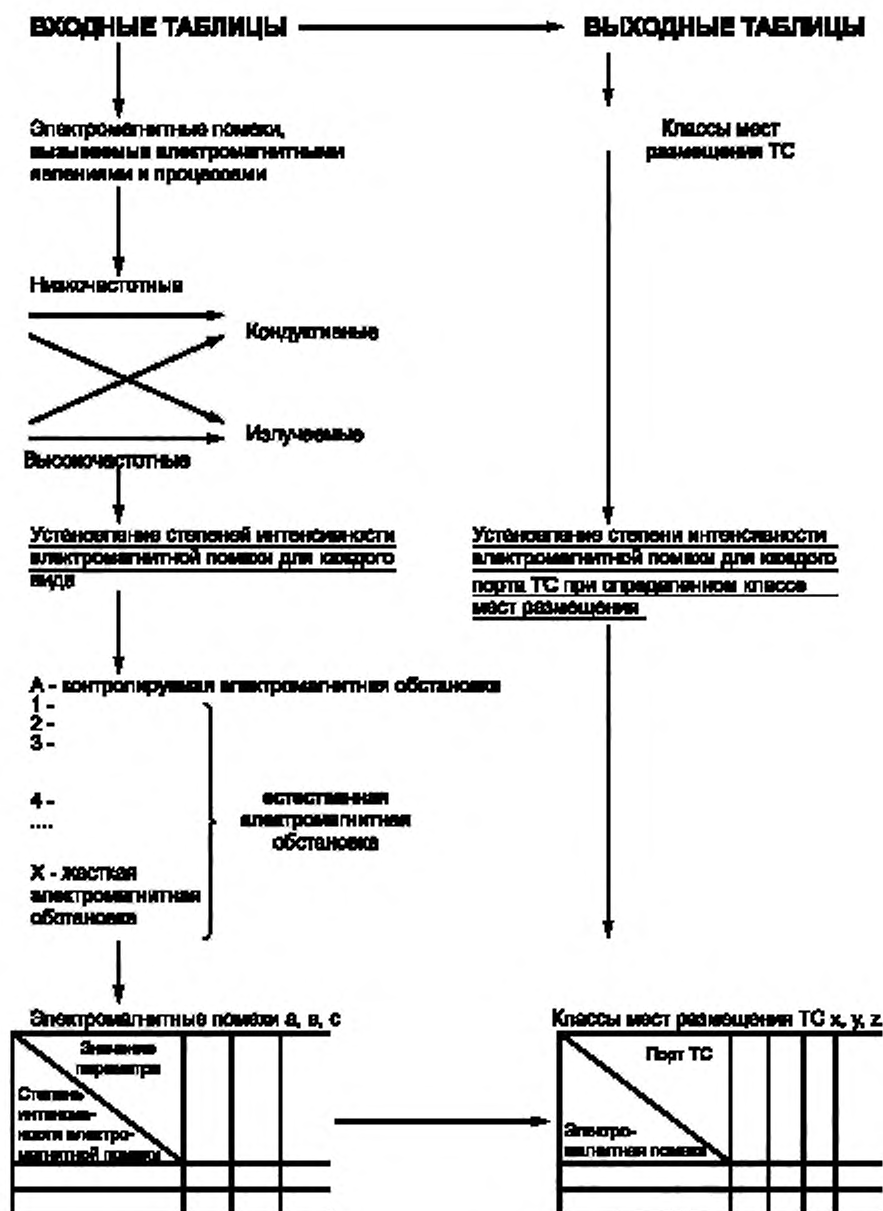 ВХОДНЫЕ ТАБЛИЦЫ
ВЫХОДНЫЕ ТАБЛИЦЫ
Электромагнитные помехи,
вызываемые электромагнитными
явлениями и процессами
Классы мест
размещения ТС
Низкочастотные
Кондуктивные
Излучаемые
Высокочастотные
Установление степеней интенсивности
электромагнитной помехи для каждого
вида
Установление степени интенсивности
электромагнитной помехи для каждого
порта ТС при определенном классе
мест размещения
А - контролируемая электромагнитная обстановка
1 -
2 -
3 -
4 -
....
естественная
электромагнитная
обстановка
Х - жесткая
электромагнитная
обстановка
Электромагнитные помехи а, в, с
Значение
параметра
Степень
интенсив-
ности электро-
магнитной помехи
Классы мест размещения ТС x, y, z
Порт ТС
Электро-
магнитная помеха